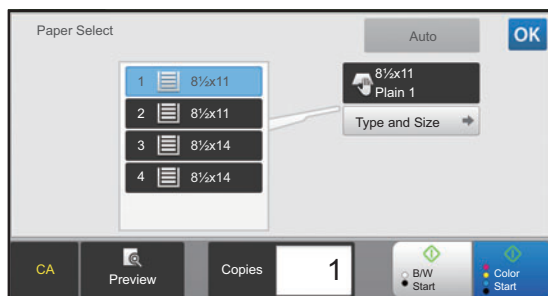 Paper Select
Auto
OK
1 8½x11
2 8½x11
3 8½x14
4 8½x14
8½x11
Plain 1
Type and Size
CA
Preview
Copies
1
B/W
Start
Color
Start